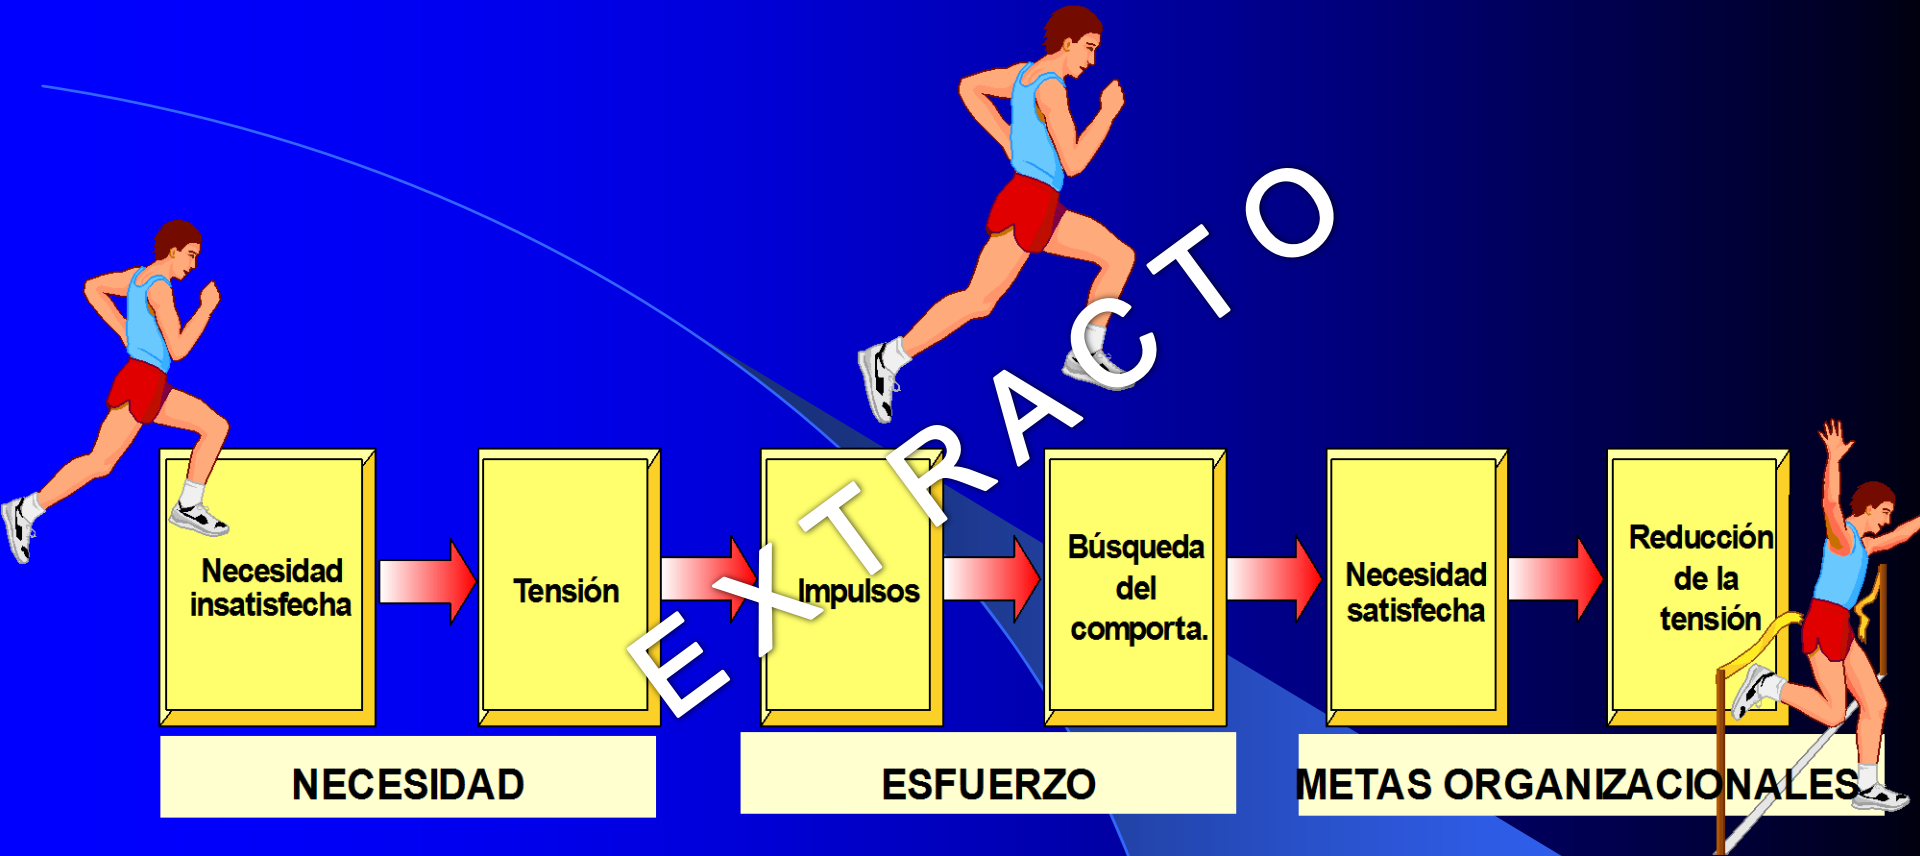 EXTRACTO
Necesidad
insatisfecha
Tensión
Impulsos
Búsqueda
del
comporta.
Necesidad
satisfecha
Reducción
de la
tensión
NECESIDAD
ESFUERZO
METAS ORGANIZACIONALES